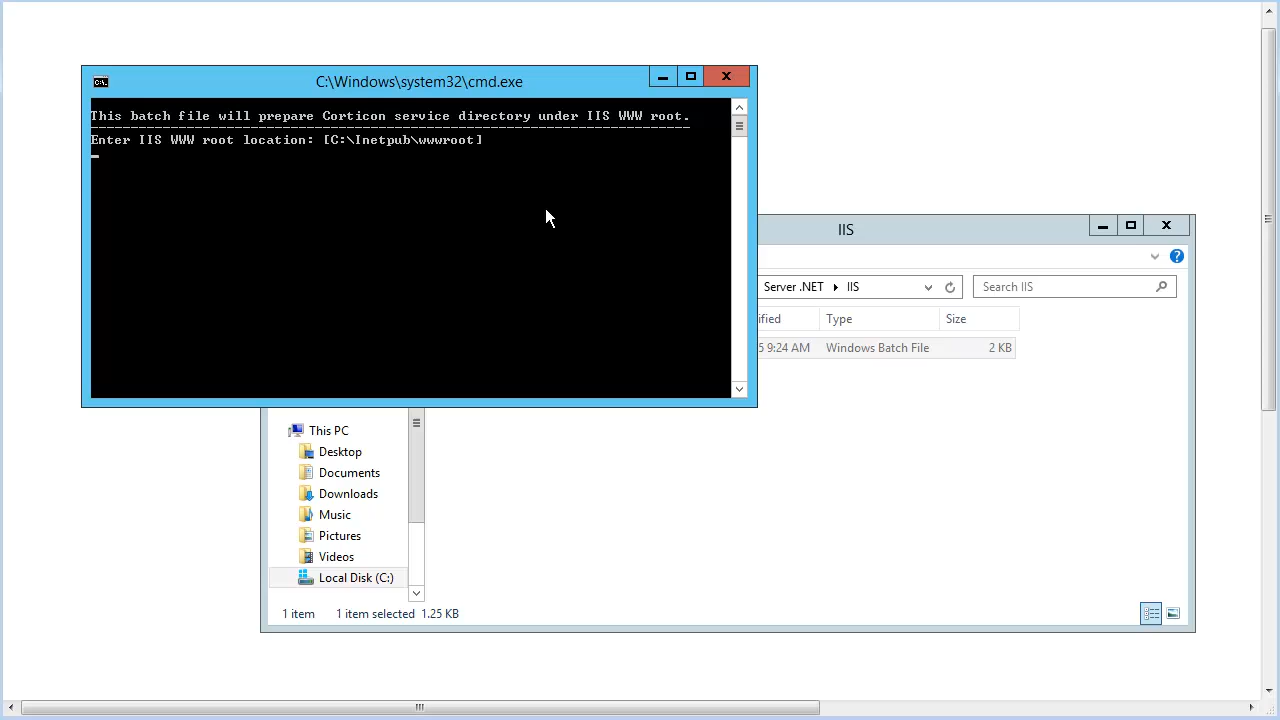 C:\Windows\system32\cmd.exe
This batch file will prepare Corticon service directory under IIS WWW root.
---------------------------------------------------------------------------
Enter IIS WWW root location: [C:\Inetpub\wwwroot]
IIS
Server .NET
IIS
Search IIS
ified
Type
Size
5 9:24 AM
Windows Batch File
2 KB
This PC
Desktop
Documents
Downloads
Music
Pictures
Videos
Local Disk (C:)
1 item
1 item selected 1.25 KB